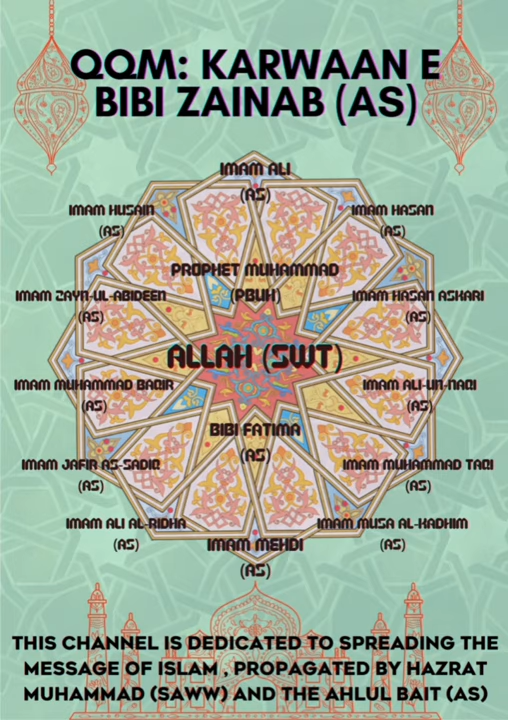 QQM: KARWAAN E
BIBI ZAINAB (AS)
IMAM ALI
(AS)
IMAM HUSAIN
(AS)
IMAM HASAN
(AS)
PROPHET MUHAMMAD
(PBUH)
IMAM ZAYN-UL-ABIDEEN
(AS)
IMAM HASAN ASKARI
(AS)
ALLAH (SWT)
IMAM MUHAMMAD BAQIR
(AS)
IMAM ALI-UN-NAQI
(AS)
BIBI FATIMA
(AS)
IMAM JAFIR AS-SADIQ
(AS)
IMAM MUHAMMAD TAQI
(AS)
IMAM ALI AL-RIDHA
(AS)
IMAM MUSA AL-KADHIM
(AS)
IMAM MEHDI
(AS)
THIS CHANNEL IS DEDICATED TO SPREADING THE
MESSAGE OF ISLAM , PROPAGATED BY HAZRAT
MUHAMMAD (SAWW) AND THE AHLUL BAIT (AS)